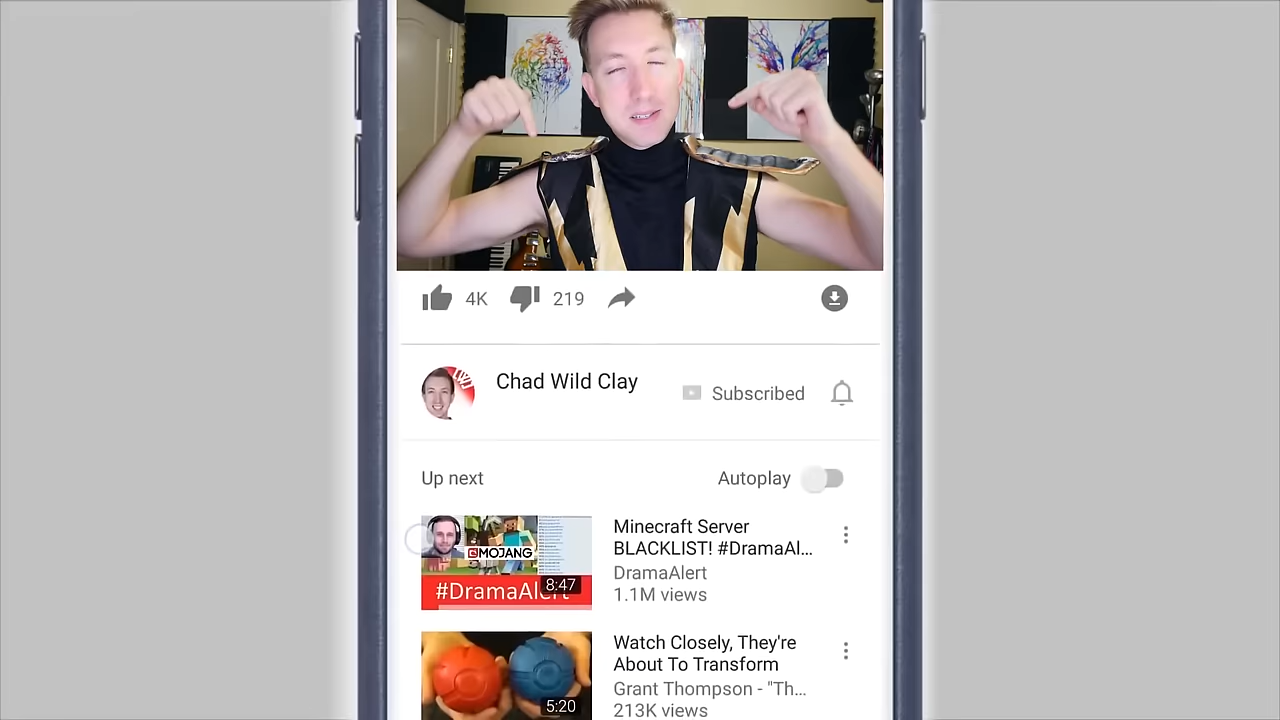 4K
219
Chad Wild Clay
Subscribed
Up next
Autoplay
MOJANG
#DramaAlert
8:47
Minecraft Server
BLACKLIST! #DramaAl...
DramaAlert
1.1M views
5:20
Watch Closely, They're
About To Transform
Grant Thompson - "Th...
213K views